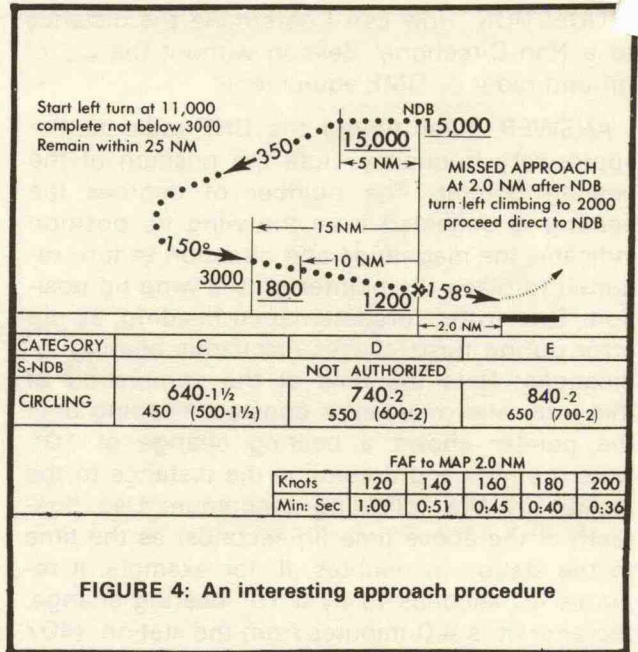 Start left turn at 11,000
complete not below 3000
Remain within 25 NM
350
NDB
15,000
15,000
5 NM
MISSED APPROACH
At 2.0 NM after NDB
turn left climbing to 2000
proceed direct to NDB
15 NM
150°
10 NM
3000
1800
1200
158°
2.0 NM
CATEGORY C D E
S-NDB NOT AUTHORIZED
CIRCLING 640-1½ 740-2 840-2
450 (500-1½) 550 (600-2) 650 (700-2)
FAF to MAP 2.0 NM
Knots 120 140 160 180 200
Min: Sec 1:00 0:51 0:45 0:40 0:36
FIGURE 4: An interesting approach procedure